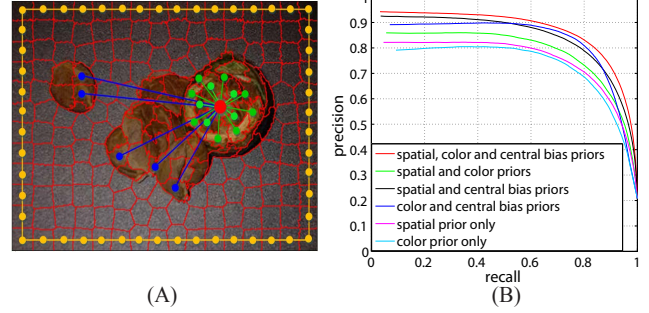 0.9
0.8
0.7
0.6
0.5
0.4
0.3
0.2
0.1
0
precision
spatial, color and central bias priors
spatial and color priors
spatial and central bias priors
color and central bias priors
spatial prior only
color prior only
0 0.2 0.4 0.6 0.8 1
recall
(A) (B)